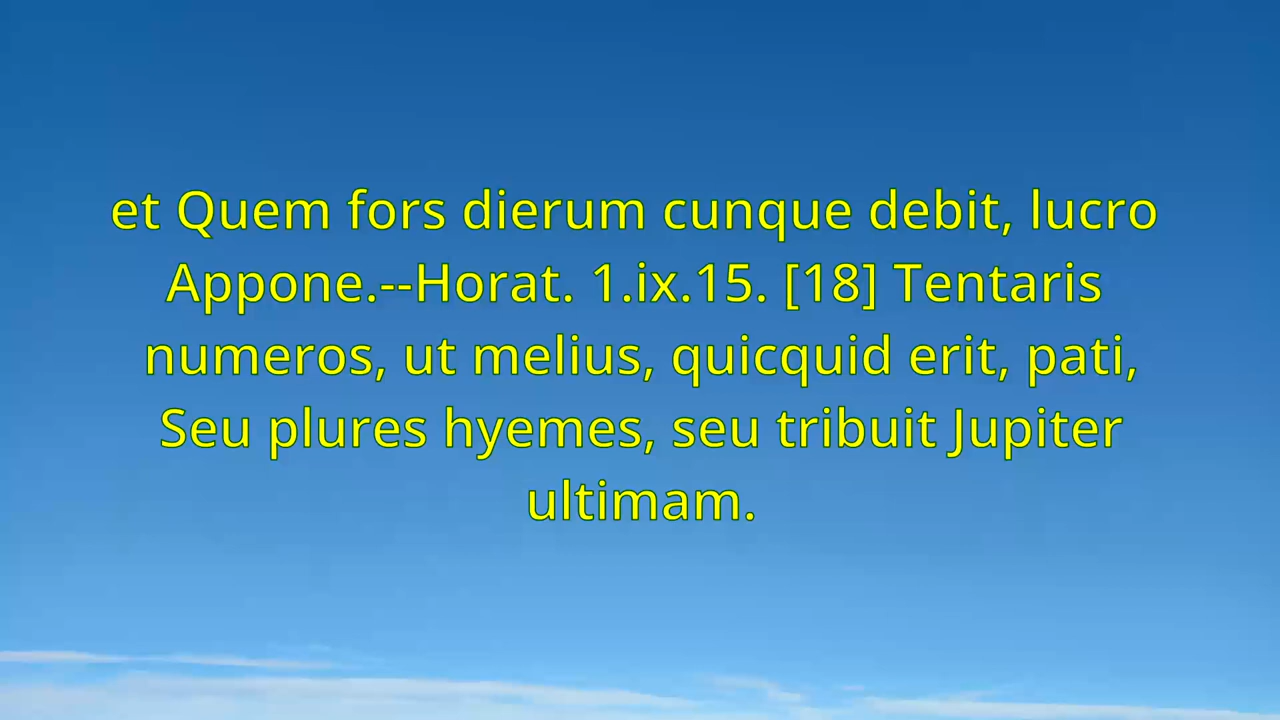 et Quem fors dierum cunque debit, lucro
Appone.--Horat. 1.ix.15. [18] Tentaris
numeros, ut melius, quicquid erit, pati,
Seu plures hyemes, seu tribuit Jupiter
ultimam.